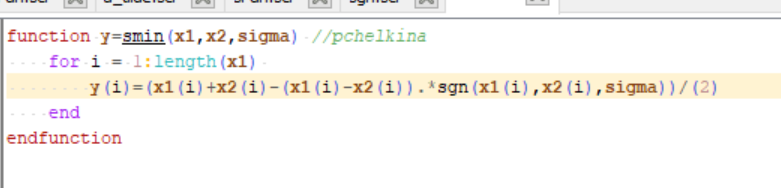 function y=smin(x1,x2,sigma) //pchelkina
for i = 1:length(x1)
y(i)=(x1(i)+x2(i)-(x1(i)-x2(i)).*sgn(x1(i),x2(i),sigma))/(2)
end
endfunction